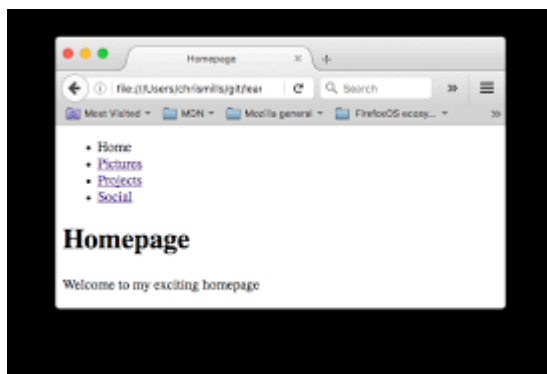 Homepage
file:///Users/chrismills/git/lear
Search
Most Visited
MDN
Mozilla general
FirefoxOS ecosy...
Home
Pictures
Projects
Social
Homepage
Welcome to my exciting homepage